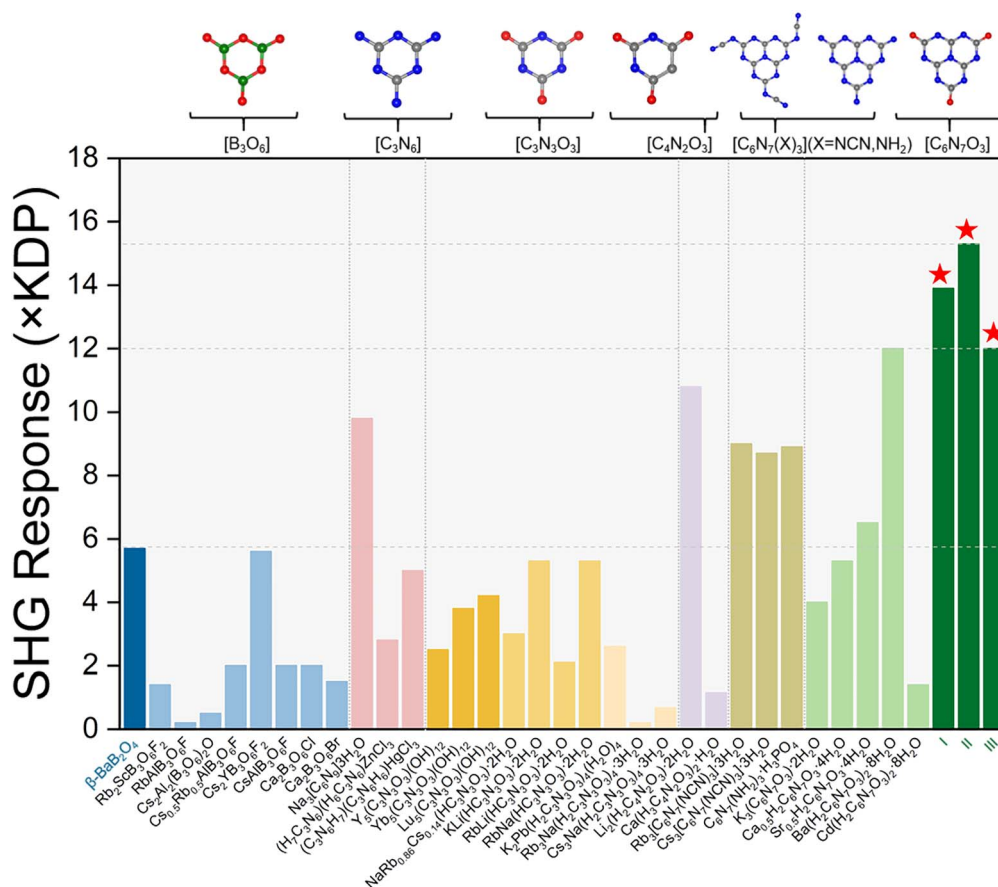 [B₃O₆]
[C₃N₆]
[C₃N₃O₃]
[C₄N₂O₃]
[C₆N₇(X)₃](X=NCN,NH₂)
[C₆N₇O₃]
SHG Response (×KDP)
18
16
14
12
10
8
6
4
2
0
β-BaB₂O₄
Rb₂ScB₃O₆F₂
RbAlB₃O₆F
Cs₂Al₂(B₃O₆)₂O
Cs₀.₅Rb₀.₅AlB₃O₆F
Cs₂YB₃O₆F₂
CsAlB₃O₆F
Ca₂B₃O₆Cl
Ca₂B₃O₆Br
Na₃[C₆N₉]·3H₂O
(H₇C₃N₆)(H₆C₃N₆)ZnCl₃
(C₃N₆H₇)(C₃N₆H₆)HgCl₃
Y₅(C₃N₃O₃)(OH)₁₂
Yb₅(C₃N₃O₃)(OH)₁₂
Lu₅(C₃N₃O₃)(OH)₁₂
NaRb₀.₈₆Cs₀.₁₄(HC₃N₃O₃)·2H₂O
KLi(HC₃N₃O₃)·2H₂O
RbLi(HC₃N₃O₃)·2H₂O
RbNa(HC₃N₃O₃)·2H₂O
K₂Pb(H₂C₃N₃O₃)₄(H₂O)₄
Rb₃Na(H₂C₃N₃O₃)₄·3H₂O
Cs₃Na(H₂C₃N₃O₃)₄·3H₂O
Li₂(H₂C₄N₂O₃)₂·2H₂O
Ca(H₃C₄N₂O₃)₂·H₂O
Rb₃[C₆N₇(NCN)₃]·3H₂O
Cs₃[C₆N₇(NCN)₃]·3H₂O
C₆N₇(NH₂)₃·H₃PO₄
K₃(C₆N₇O₃)·2H₂O
Ca₀.₅H₂C₆N₇O₃·4H₂O
Sr₀.₅H₂C₆N₇O₃·4H₂O
Ba(H₂C₆N₇O₃)₂·8H₂O
Cd(H₂C₆N₇O₃)₂·8H₂O
I
II
III